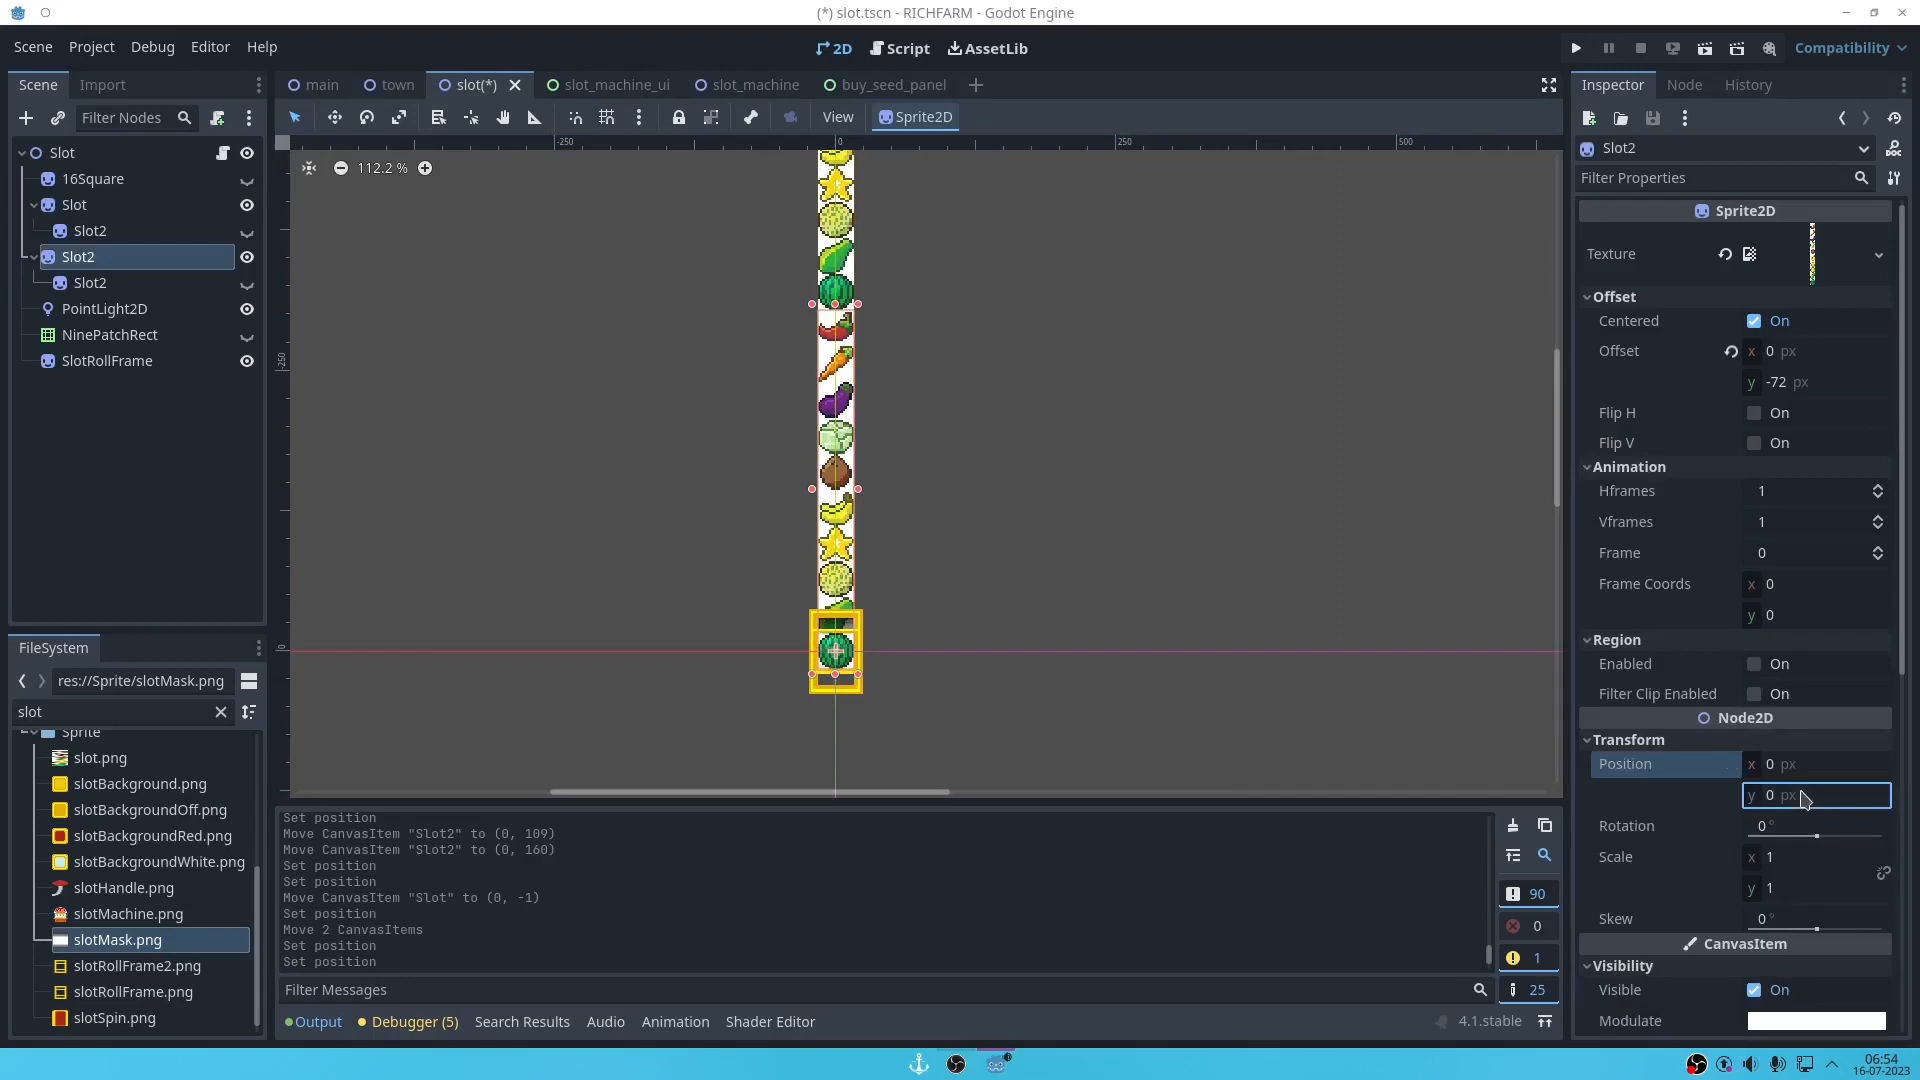 (*) slot.tscn - RICHFARM - Godot Engine
Scene Project Debug Editor Help
2D Script AssetLib
Compatibility
Scene Import
main town slot(*) slot_machine_ui slot_machine buy_seed_panel
Inspector Node History
Filter Nodes
View Sprite2D
Slot
16Square
Slot
Slot2
Slot2
Slot2
PointLight2D
NinePatchRect
SlotRollFrame
-250 0 250 500
112.2 %
-250
0
Slot2
Filter Properties
Sprite2D
Texture
Offset
Centered On
Offset x 0 px
y -72 px
Flip H On
Flip V On
Animation
Hframes 1
Vframes 1
Frame 0
Frame Coords x 0
y 0
Region
Enabled On
Filter Clip Enabled On
Node2D
Transform
Position x 0 px
y 0 px
Rotation 0 °
Scale x 1
y 1
Skew 0 °
CanvasItem
Visibility
Visible On
Modulate
FileSystem
res://Sprite/slotMask.png
slot
Sprite
slot.png
slotBackground.png
slotBackgroundOff.png
slotBackgroundRed.png
slotBackgroundWhite.png
slotHandle.png
slotMachine.png
slotMask.png
slotRollFrame2.png
slotRollFrame.png
slotSpin.png
Set position
Move CanvasItem "Slot2" to (0, 109)
Move CanvasItem "Slot2" to (0, 160)
Set position
Set position
Move CanvasItem "Slot" to (0, -1)
Set position
Move 2 CanvasItems
Set position
Set position
90
0
1
25
Filter Messages
Output Debugger (5) Search Results Audio Animation Shader Editor
4.1.stable
06:54
16-07-2023